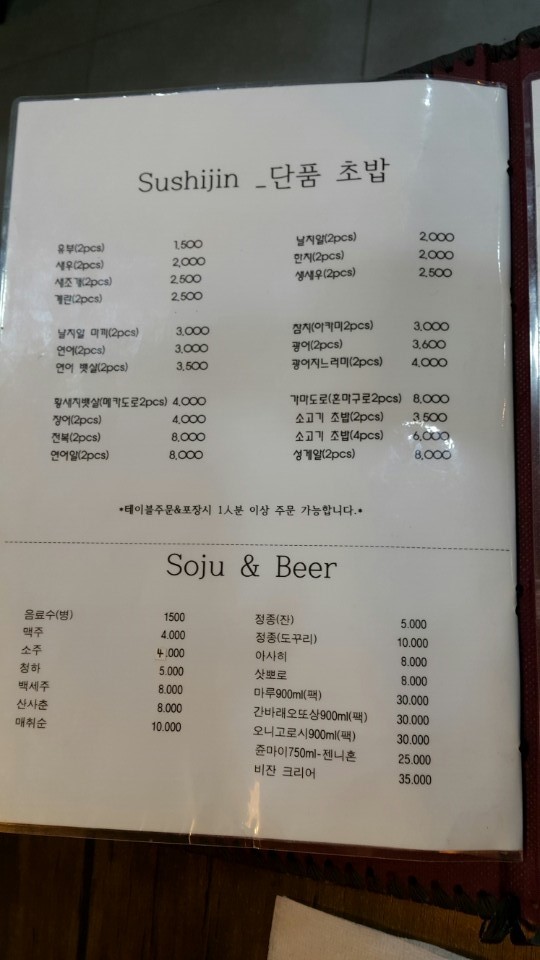 Sushijin _단품 초밥
유부(2pcs) 1,500
새우(2pcs) 2,000
새조개(2pcs) 2,500
계란(2pcs) 2,500
날치알(2pcs) 2,000
한치(2pcs) 2,000
생새우(2pcs) 2,500
날치알 마끼(2pcs) 3,000
연어(2pcs) 3,000
연어 뱃살(2pcs) 3,500
참치(아카미2pcs) 3,000
광어(2pcs) 3,600
광어지느러미(2pcs) 4,000
황새치뱃살(메카도로2pcs) 4,000
장어(2pcs) 4,000
전복(2pcs) 8,000
연어알(2pcs) 8,000
가마도로(혼마구로2pcs) 8,000
소고기 초밥(2pcs) 3,500
소고기 초밥(4pcs) 6,000
성게알(2pcs) 8,000
*테이블주문&포장시 1人분 이상 주문 가능합니다.*
Soju & Beer
음료수(병) 1500
맥주 4.000
소주 4.000
청하 5.000
백세주 8.000
산사춘 8.000
매취순 10.000
정종(잔) 5.000
정종(도꾸리) 10.000
아사히 8.000
삿뽀로 8.000
마루900ml(팩) 30.000
간바래오또상900ml(팩) 30.000
오니고로시900ml(팩) 30.000
쥰마이750ml-젠니혼 25.000
비잔 크리어 35.000